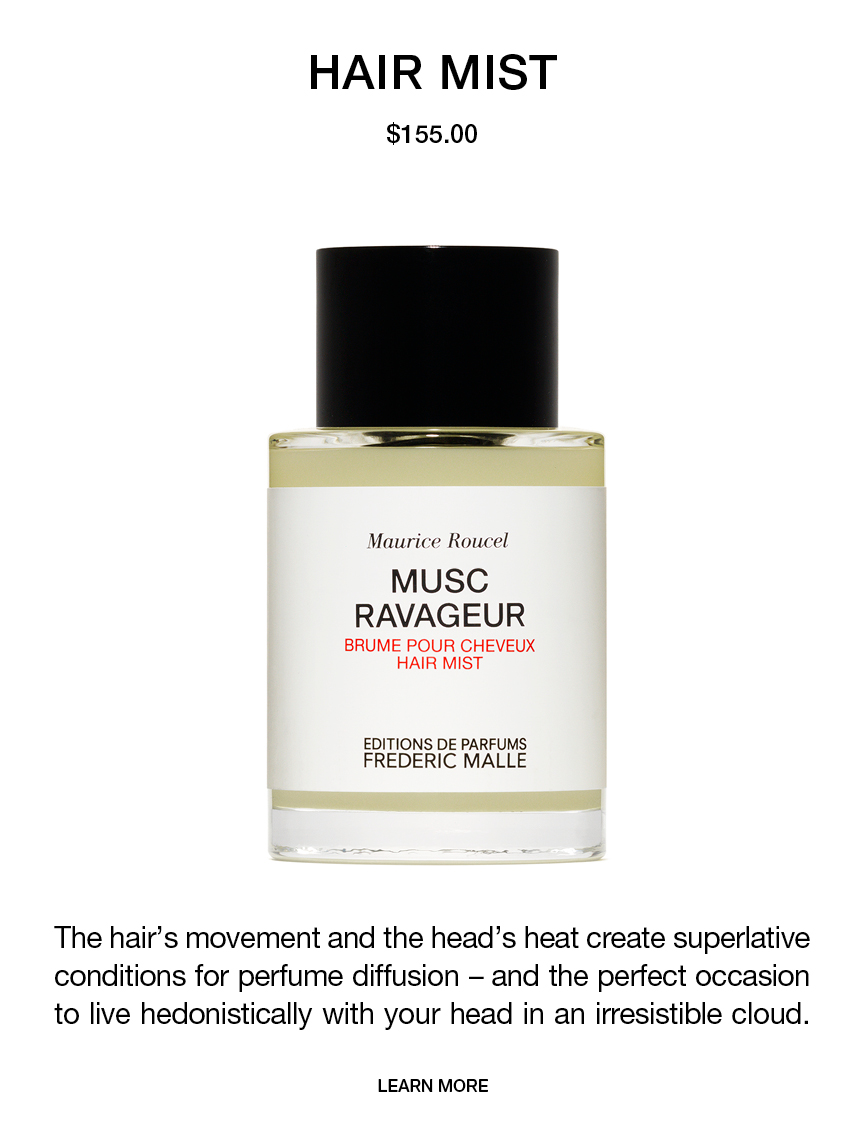 HAIR MIST
$155.00
Maurice Roucel
MUSC
RAVAGEUR
BRUME POUR CHEVEUX
HAIR MIST
EDITIONS DE PARFUMS
FREDERIC MALLE
The hair’s movement and the head’s heat create superlative
conditions for perfume diffusion – and the perfect occasion
to live hedonistically with your head in an irresistible cloud.
LEARN MORE